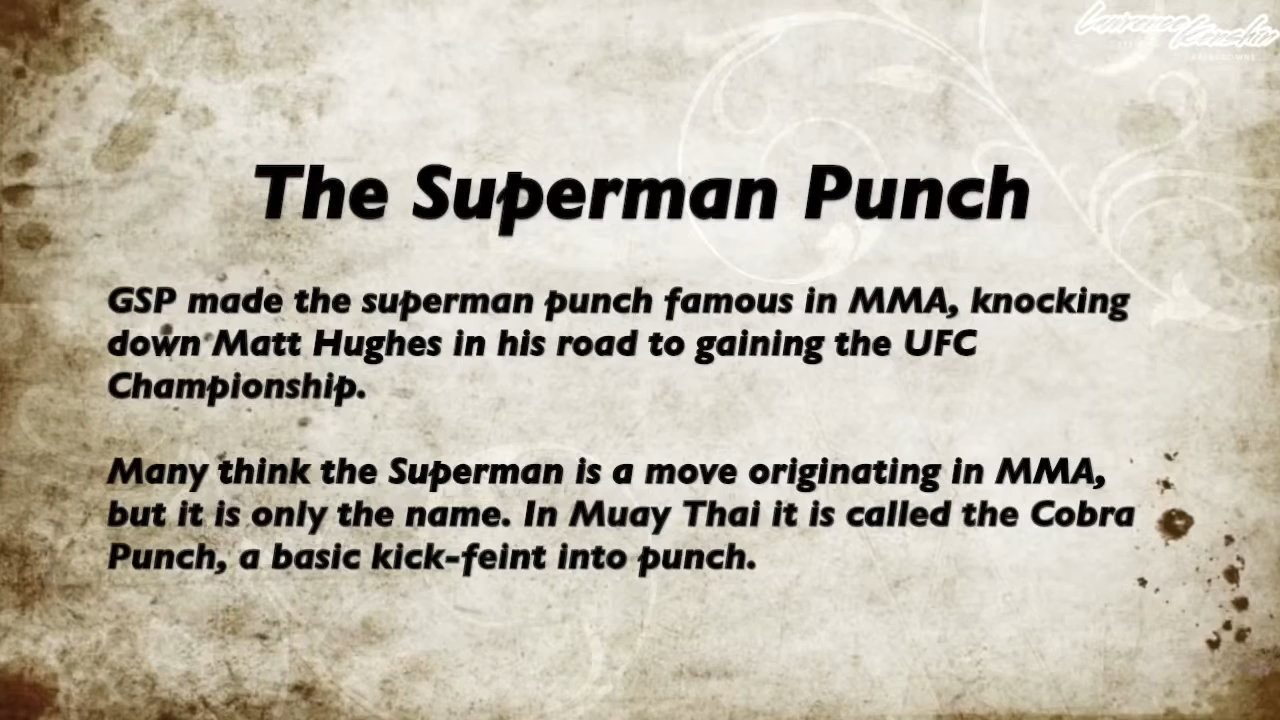 Lawrence Kenshin
The Superman Punch
GSP made the superman punch famous in MMA, knocking
down Matt Hughes in his road to gaining the UFC
Championship.
Many think the Superman is a move originating in MMA,
but it is only the name. In Muay Thai it is called the Cobra
Punch, a basic kick-feint into punch.